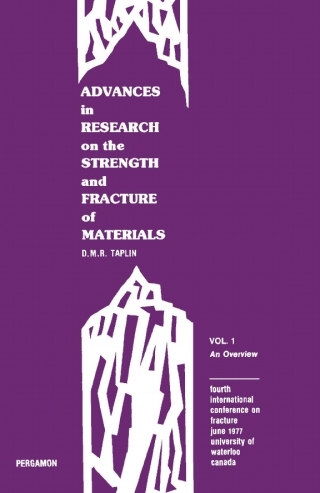 ADVANCES
in
RESEARCH
on the
STRENGTH
and
FRACTURE
of
MATERIALS
D.M.R. TAPLIN
VOL. 1
An Overview
fourth
international
conference on
fracture
june 1977
university of
waterloo
canada
PERGAMON